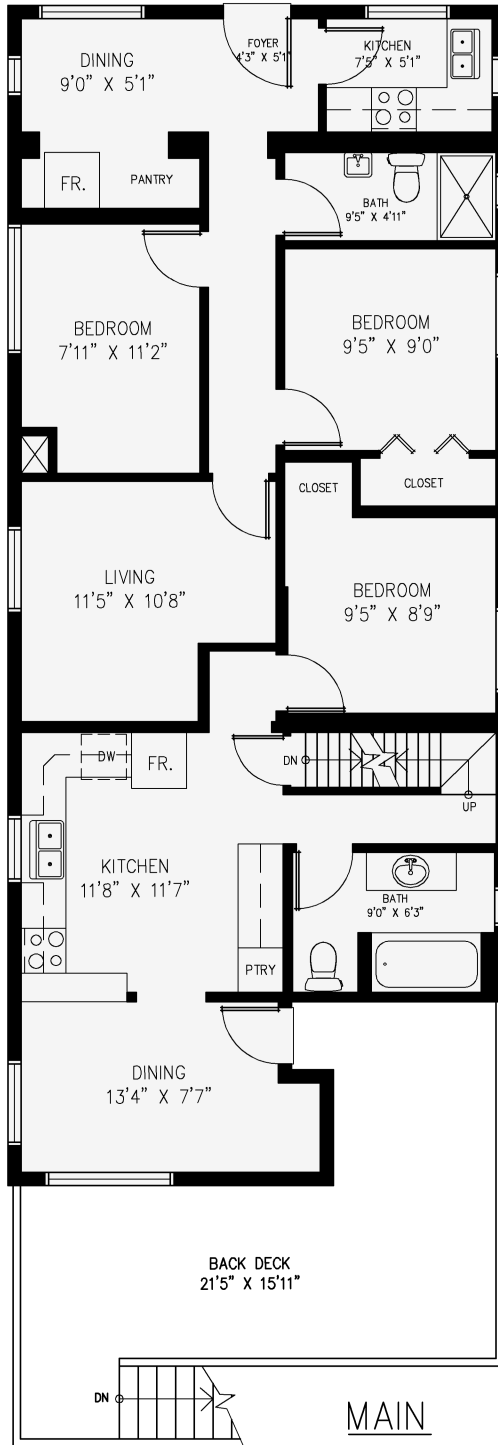 DINING
9'0" X 5'1"
FOYER
4'3" X 5'1"
KITCHEN
7'5" X 5'1"
FR.
PANTRY
BATH
9'5" X 4'11"
BEDROOM
7'11" X 11'2"
BEDROOM
9'5" X 9'0"
CLOSET
CLOSET
LIVING
11'5" X 10'8"
BEDROOM
9'5" X 8'9"
DW
FR.
DN
UP
KITCHEN
11'8" X 11'7"
BATH
9'0" X 6'3"
PTRY
DINING
13'4" X 7'7"
BACK DECK
21'5" X 15'11"
DN
MAIN